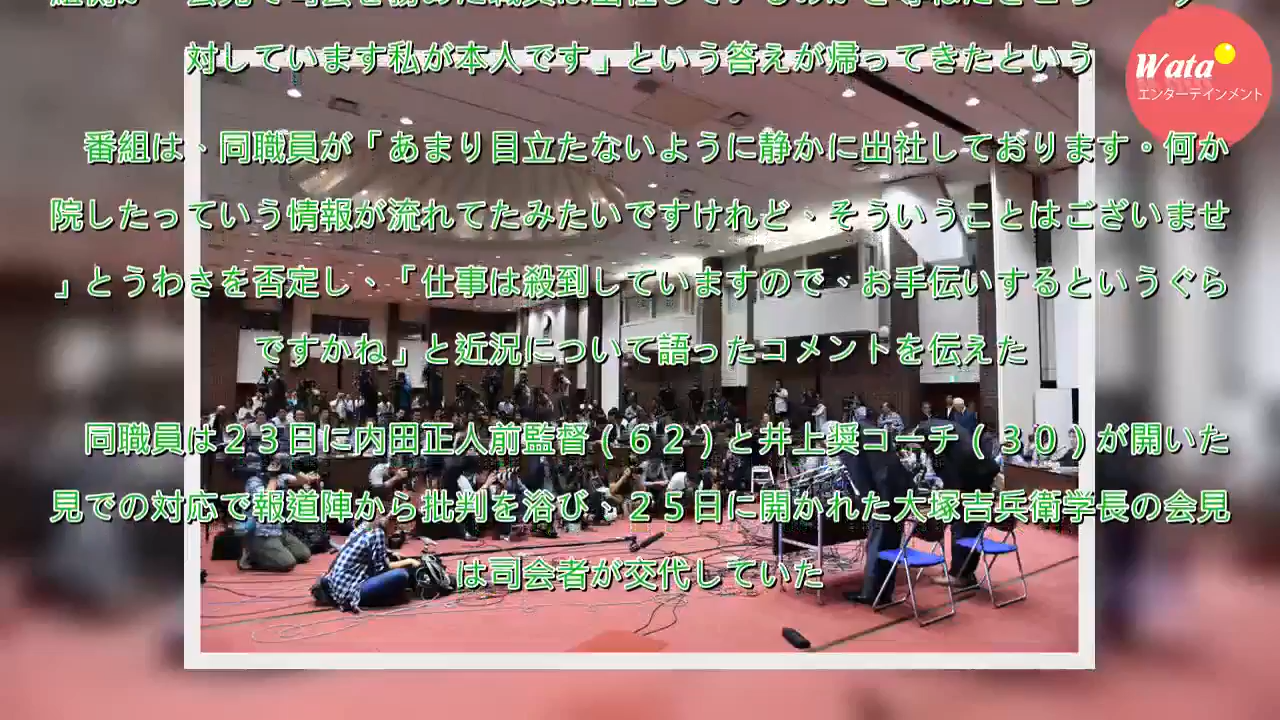 対しています私が本人です」という答えが帰ってきたという
番組は、同職員が「あまり目立たないように静かに出社しております・何か
院したっていう情報が流れてたみたいですけれど、そういうことはございませ
」とうわさを否定し、「仕事は殺到していますので、お手伝いするというぐら
ですかね」と近況について語ったコメントを伝えた
同職員は２３日に内田正人前監督（６２）と井上奨コーチ（３０）が開いた
見での対応で報道陣から批判を浴び、２５日に開かれた大塚吉兵衛学長の会見
は司会者が交代していた
Wata
エンターテインメント